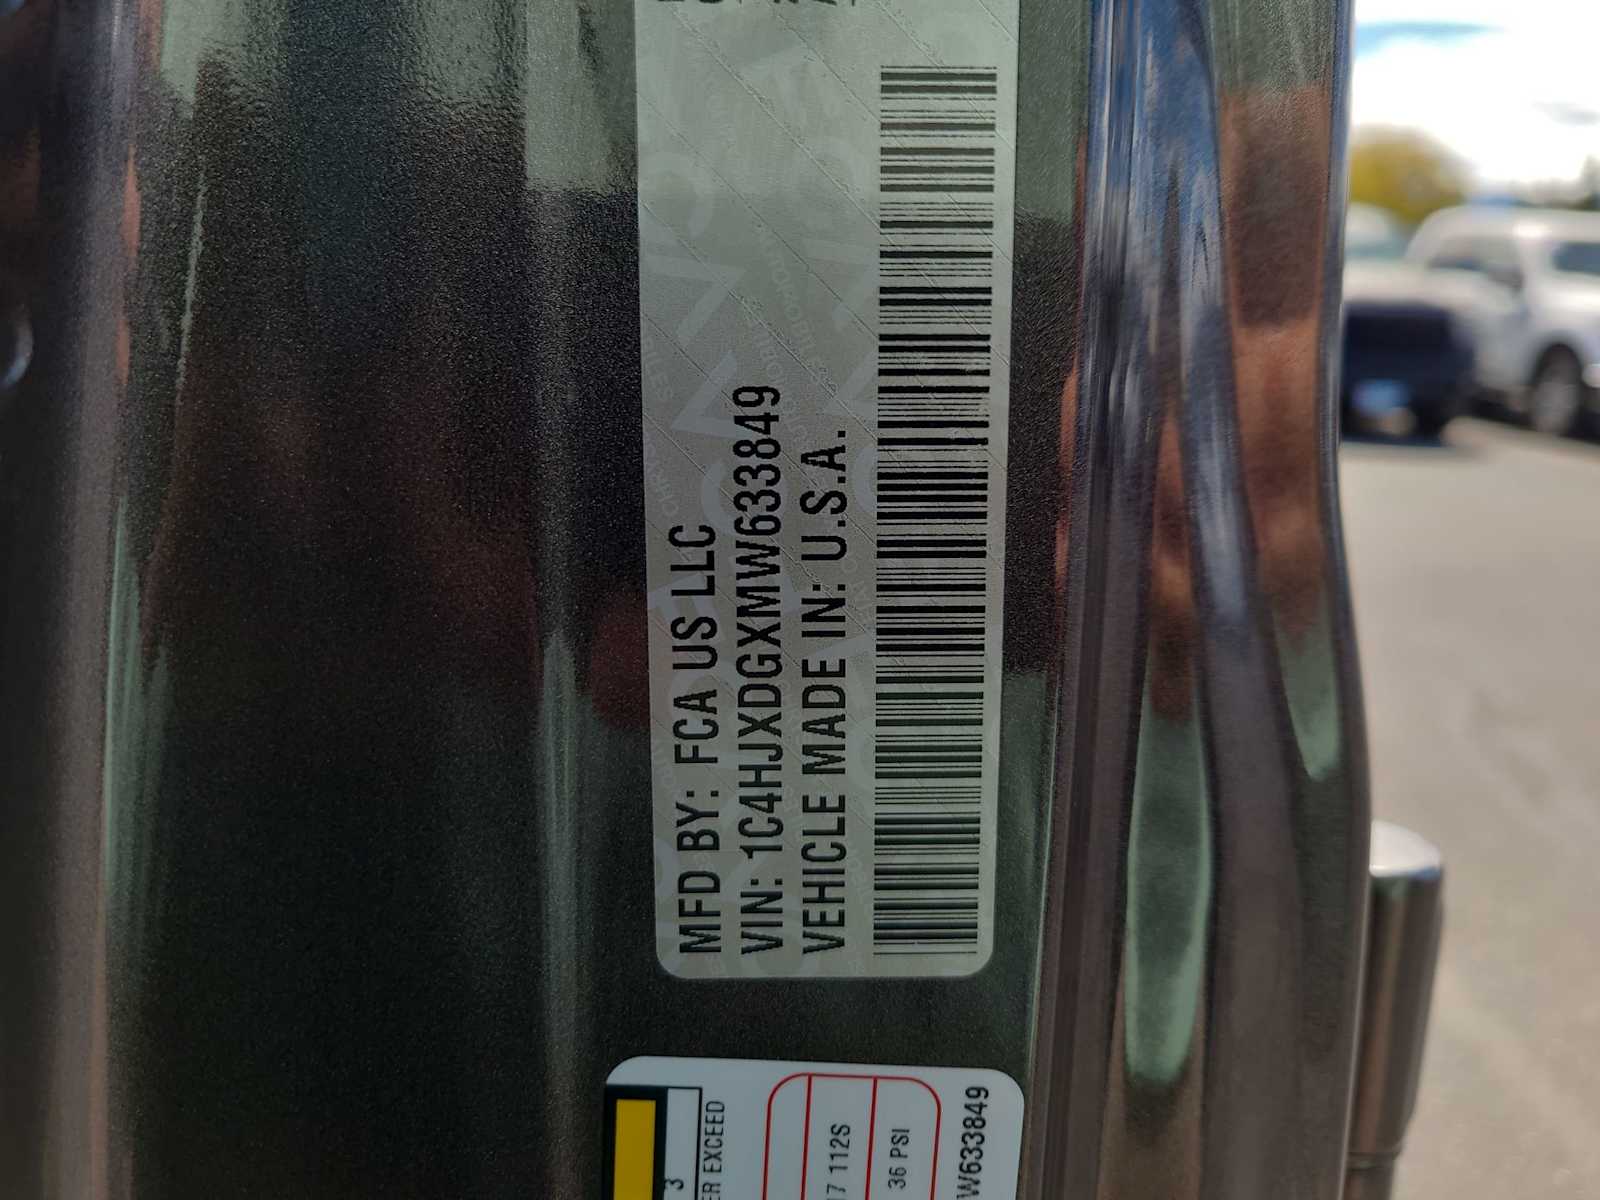 MFD BY: FCA US LLC
VIN: 1C4HJXDGXMW633849
VEHICLE MADE IN: U.S.A.
3
ER EXCEED
17 112S
36 PSI
W633849